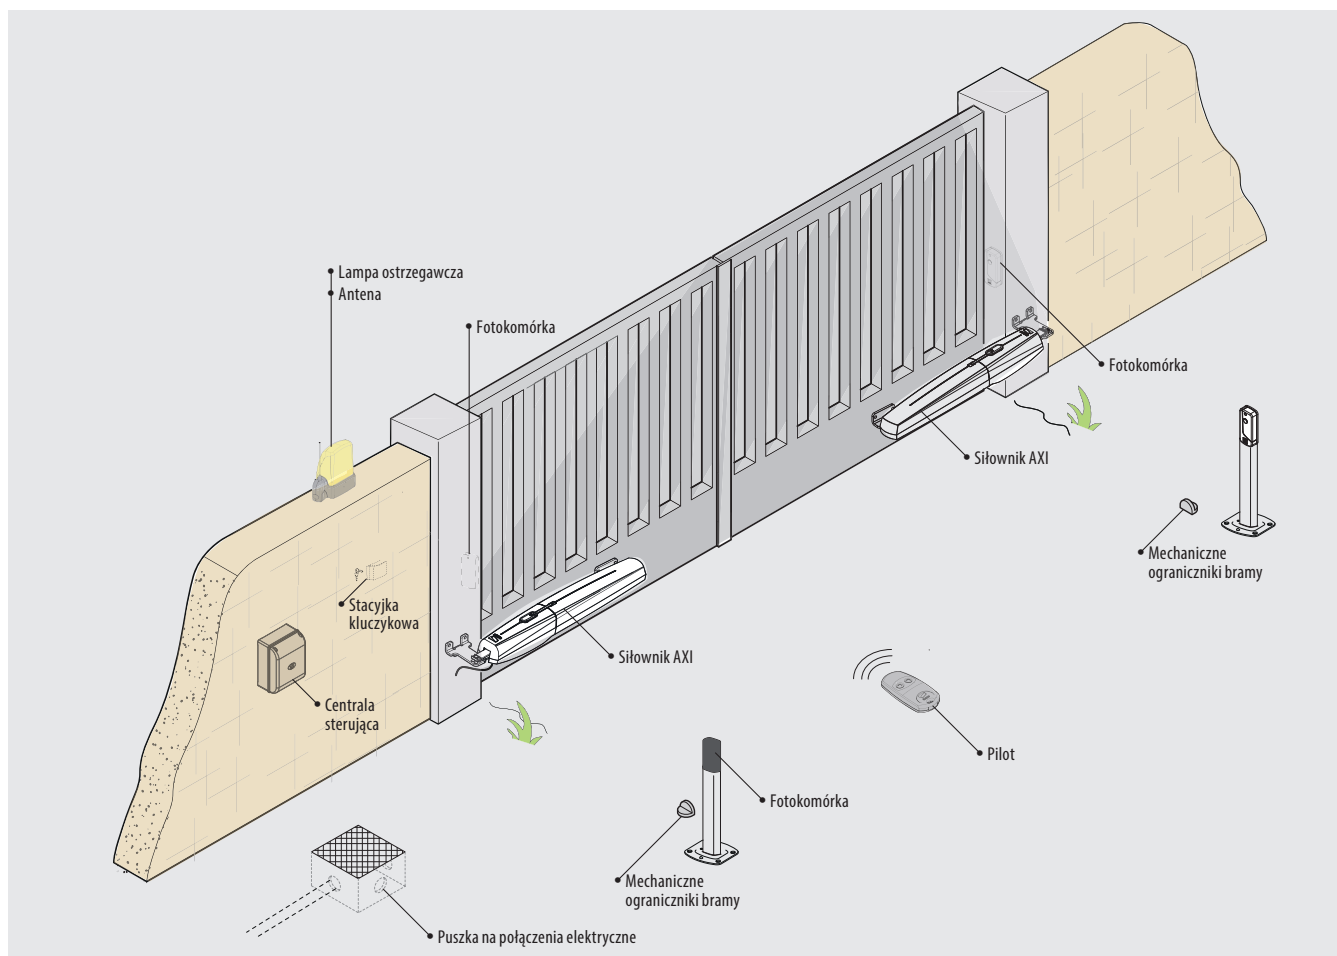 Lampa ostrzegawcza
Antena
Fotokomórka
Fotokomórka
Siłownik AXI
Mechaniczne
ograniczniki bramy
Stacyjka
kluczykowa
Siłownik AXI
Centrala
sterująca
Pilot
Fotokomórka
Mechaniczne
ograniczniki bramy
Puszka na połączenia elektryczne